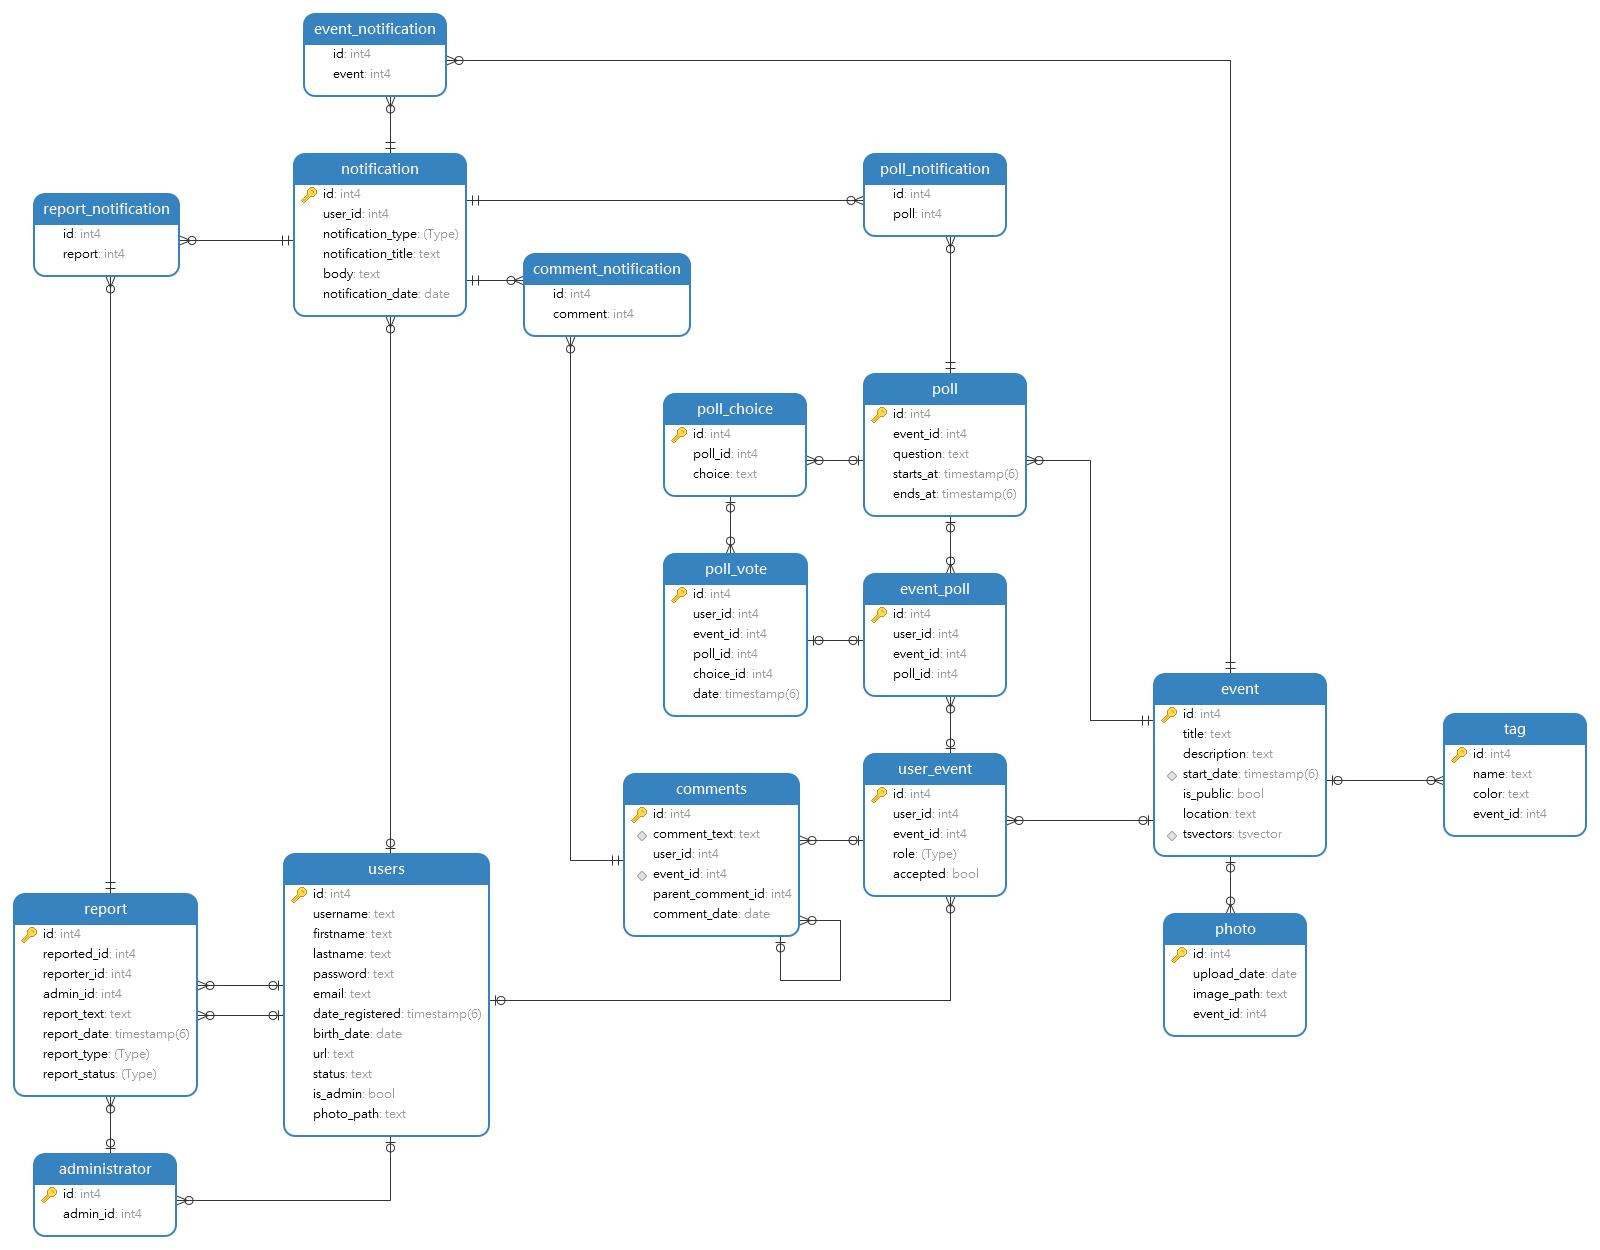 event_notification
id: int4
event: int4
notification
id: int4
user_id: int4
notification_type: (Type)
notification_title: text
body: text
notification_date: date
poll_notification
id: int4
poll: int4
report_notification
id: int4
report: int4
comment_notification
id: int4
comment: int4
poll
id: int4
event_id: int4
question: text
starts_at: timestamp(6)
ends_at: timestamp(6)
poll_choice
id: int4
poll_id: int4
choice: text
poll_vote
id: int4
user_id: int4
event_id: int4
poll_id: int4
choice_id: int4
date: timestamp(6)
event_poll
id: int4
user_id: int4
event_id: int4
poll_id: int4
event
id: int4
title: text
description: text
start_date: timestamp(6)
is_public: bool
location: text
tsvectors: tsvector
tag
id: int4
name: text
color: text
event_id: int4
user_event
id: int4
user_id: int4
event_id: int4
role: (Type)
accepted: bool
comments
id: int4
comment_text: text
user_id: int4
event_id: int4
parent_comment_id: int4
comment_date: date
users
id: int4
username: text
firstname: text
lastname: text
password: text
email: text
date_registered: timestamp(6)
birth_date: date
url: text
status: text
is_admin: bool
photo_path: text
report
id: int4
reported_id: int4
reporter_id: int4
admin_id: int4
report_text: text
report_date: timestamp(6)
report_type: (Type)
report_status: (Type)
photo
id: int4
upload_date: date
image_path: text
event_id: int4
administrator
id: int4
admin_id: int4